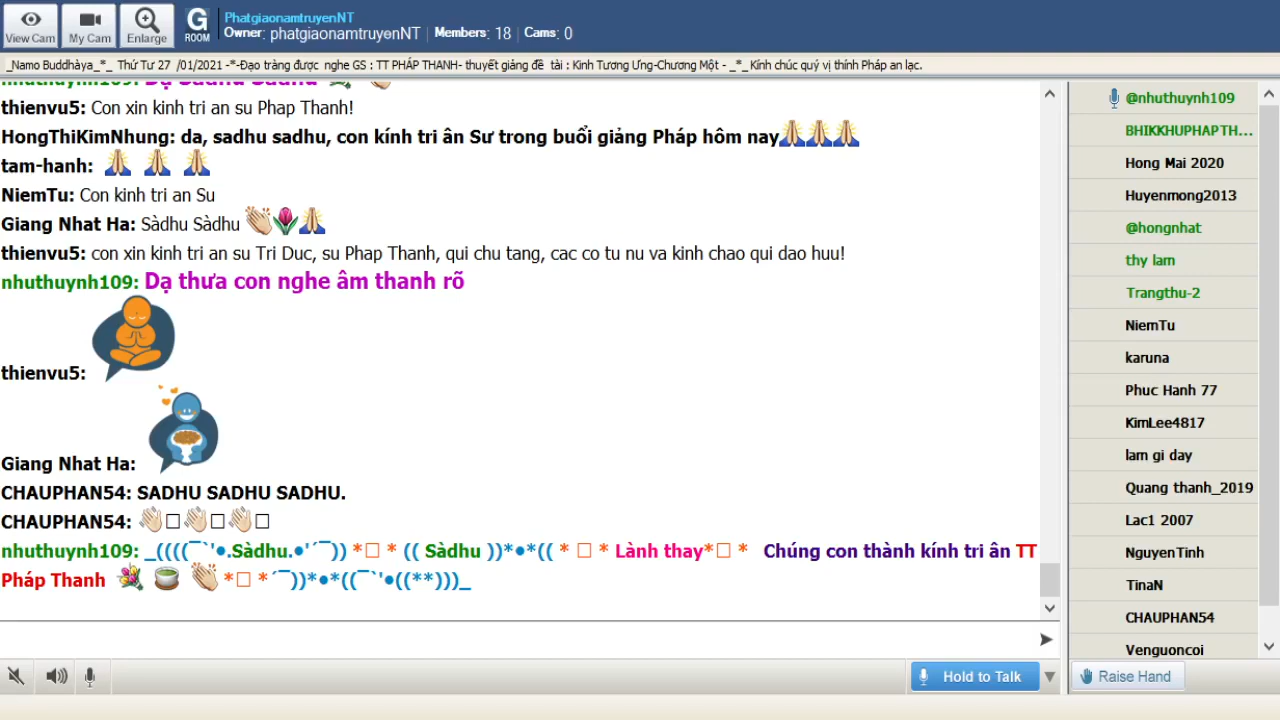 View Cam
My Cam
Enlarge
G
ROOM
PhatgiaonamtruyenNT
Owner: phatgiaonamtruyenNT | Members: 18 | Cams: 0
_Namo Buddhàya_*_ Thứ Tư 27 /01/2021 -*-Đạo tràng được nghe GS : TT PHÁP THANH- thuyết giảng đề tài : Kinh Tương Ưng-Chương Một - _*_Kính chúc quý vị thính Pháp an lạc.
thienvu5: Con xin kinh tri an su Phap Thanh!
HongThiKimNhung: da, sadhu sadhu, con kính tri ân Sư trong buổi giảng Pháp hôm nay🙏🙏🙏
tam-hanh: 🙏 🙏 🙏
NiemTu: Con kinh tri an Su
Giang Nhat Ha: Sàdhu Sàdhu 👏🌷🙏
thienvu5: con xin kinh tri an su Tri Duc, su Phap Thanh, qui chu tang, cac co tu nu va kinh chao qui dao huu!
nhuthuynh109: Dạ thưa con nghe âm thanh rõ
thienvu5:
Giang Nhat Ha:
CHAUPHAN54: SADHU SADHU SADHU.
CHAUPHAN54: 👏🏻□👏🏻□👏🏻□
nhuthuynh109: _((((¯`'•.Sàdhu.•'´¯)) *□ * (( Sàdhu ))*•*(( * □ * Lành thay*□ * Chúng con thành kính tri ân TT
Pháp Thanh 💐 🍵 👏 *□ *´¯))*•*((¯`'•((**)))_
Hold to Talk
@nhuthuynh109
BHIKKHUPHAPTH...
Hong Mai 2020
Huyenmong2013
@hongnhat
thy lam
Trangthu-2
NiemTu
karuna
Phuc Hanh 77
KimLee4817
lam gi day
Quang thanh_2019
Lac1 2007
NguyenTinh
TinaN
CHAUPHAN54
Venguoncoi
Raise Hand